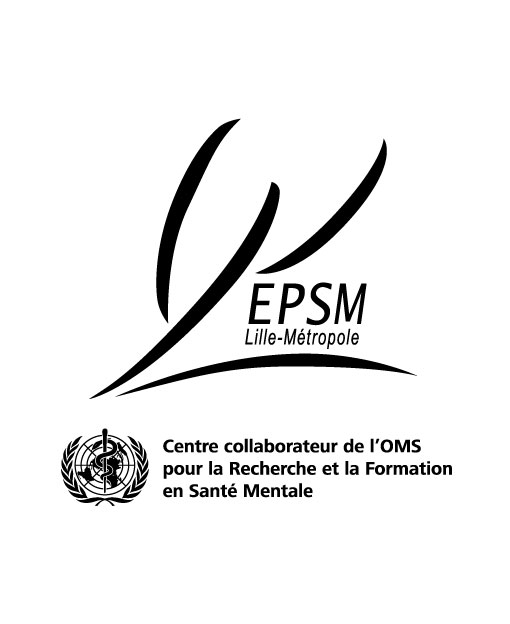 EPSM
Lille-Métropole
Centre collaborateur de l'OMS
pour la Recherche et la Formation
en Santé Mentale